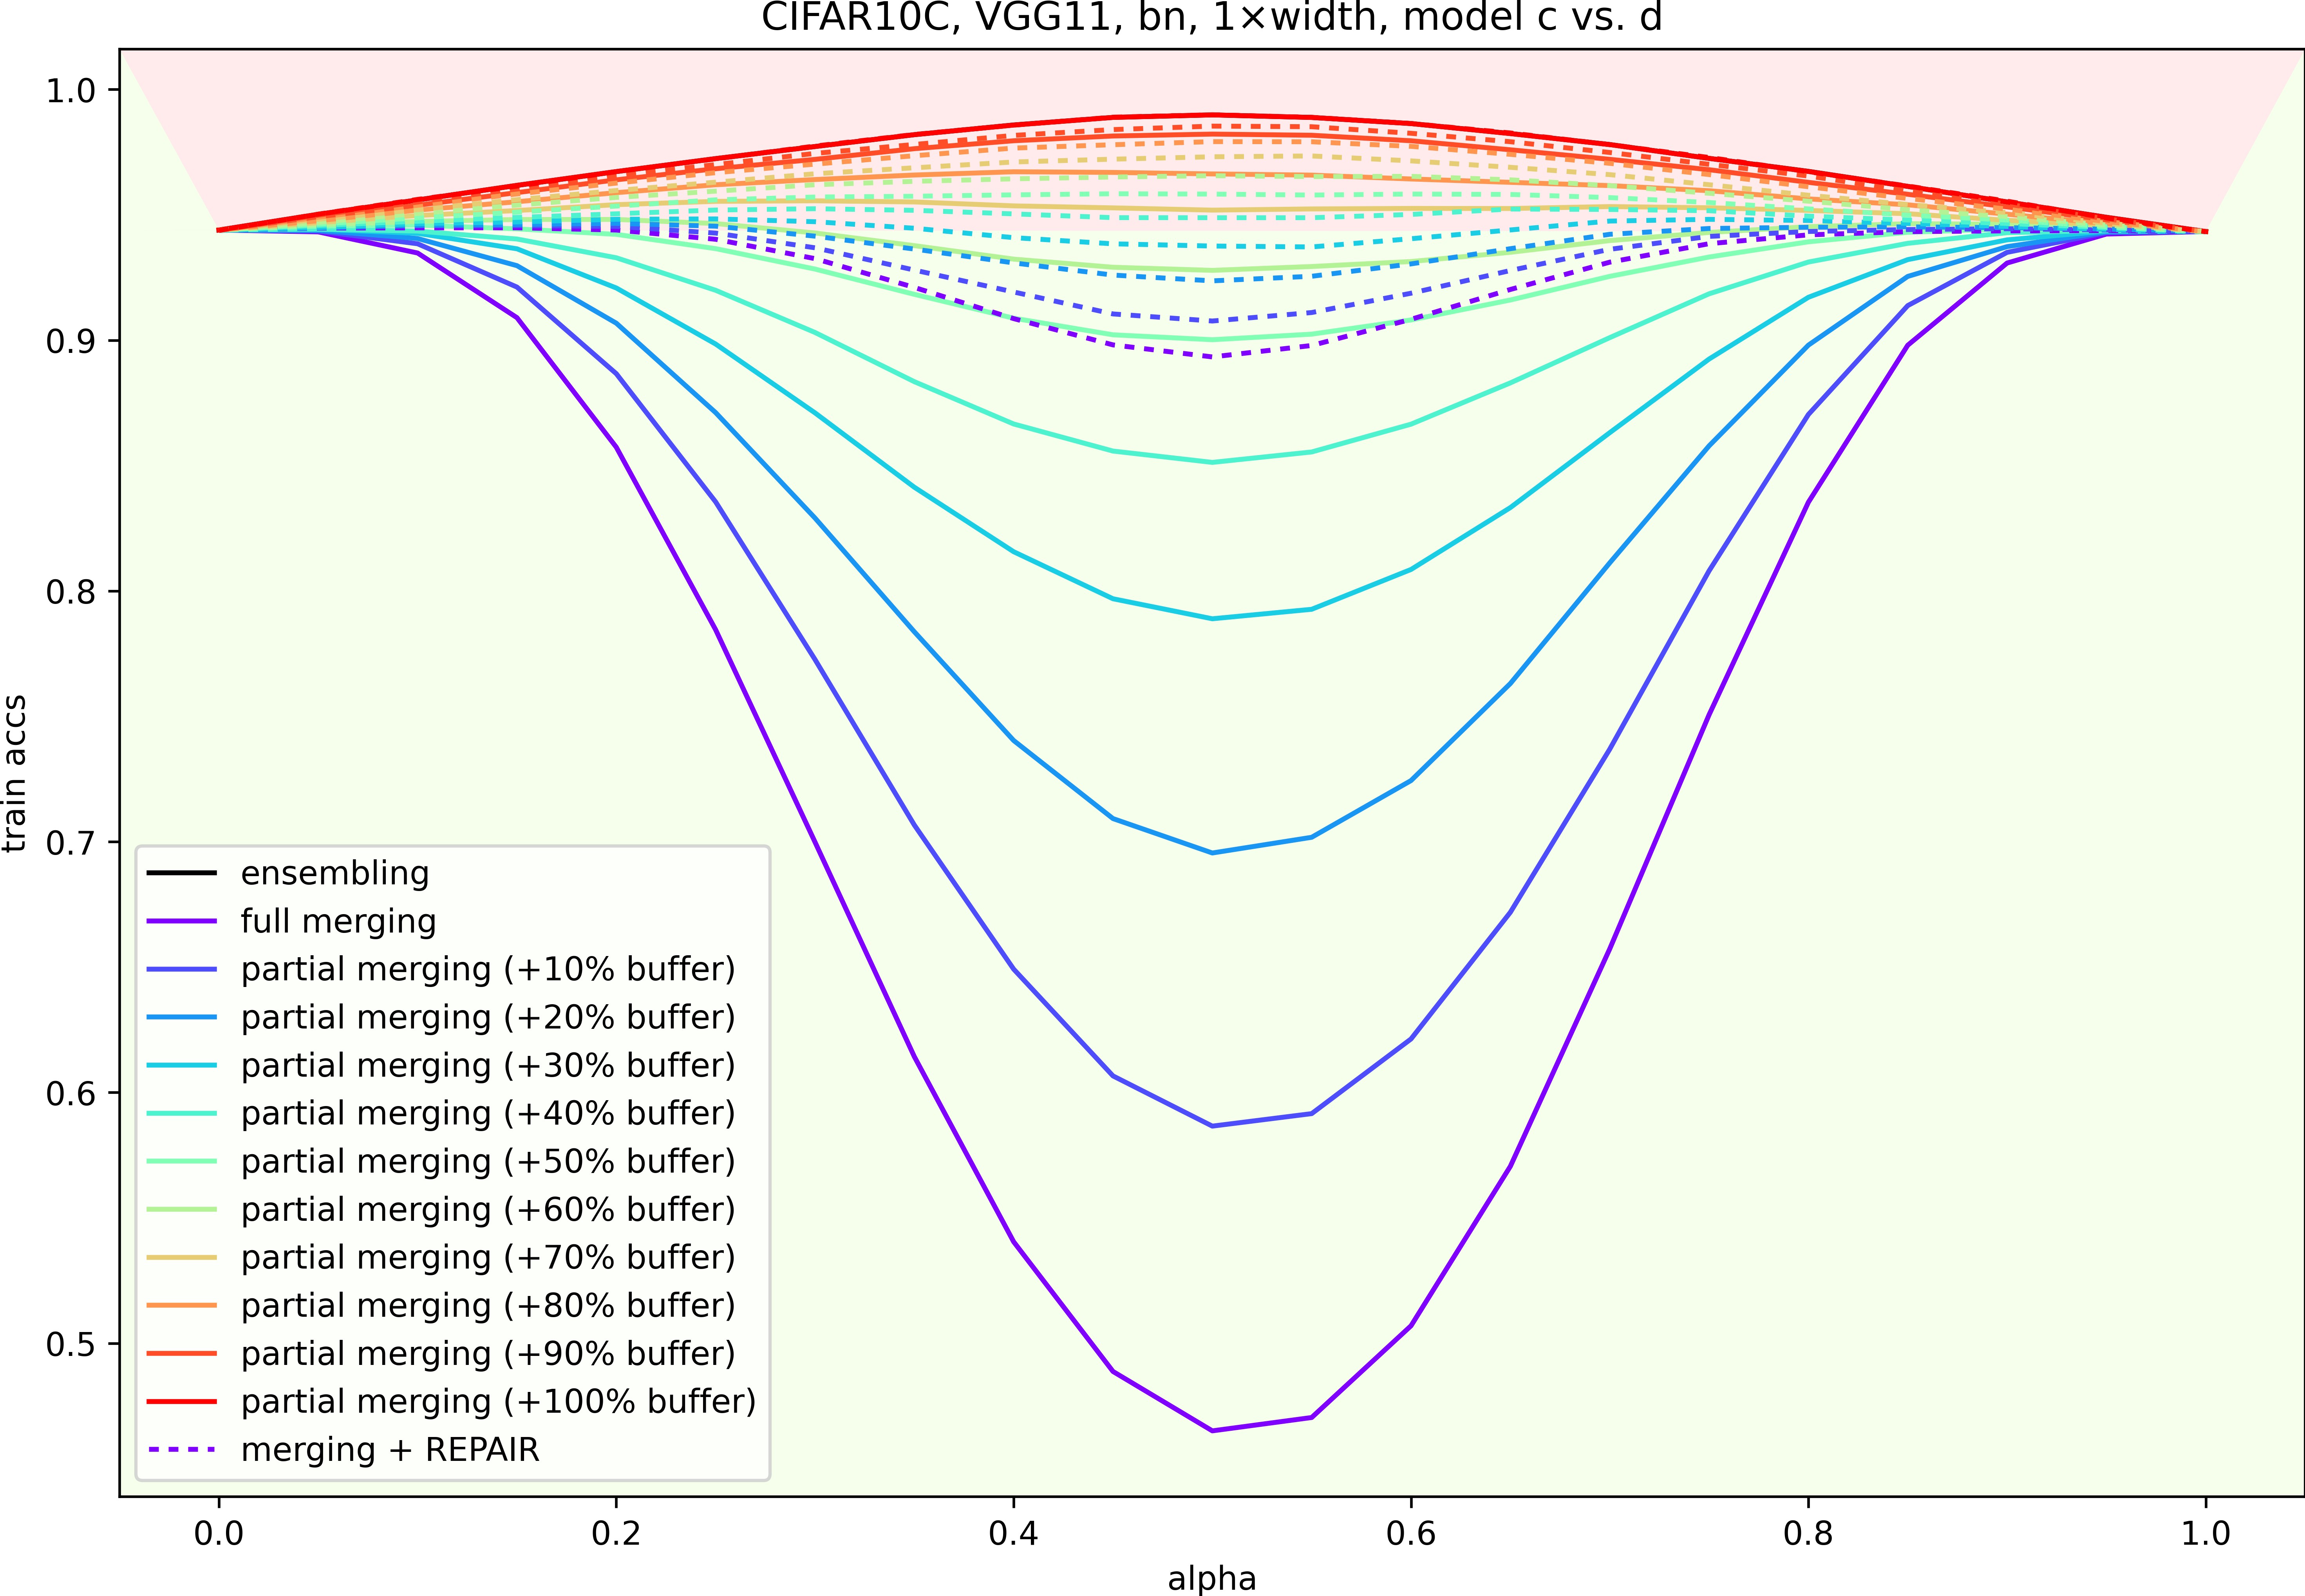 CIFAR10C, VGG11, bn, 1×width, model c vs. d
1.0
0.9
0.8
0.7
0.6
0.5
train accs
ensembling
full merging
partial merging (+10% buffer)
partial merging (+20% buffer)
partial merging (+30% buffer)
partial merging (+40% buffer)
partial merging (+50% buffer)
partial merging (+60% buffer)
partial merging (+70% buffer)
partial merging (+80% buffer)
partial merging (+90% buffer)
partial merging (+100% buffer)
merging + REPAIR
0.0 0.2 0.4 0.6 0.8 1.0
alpha